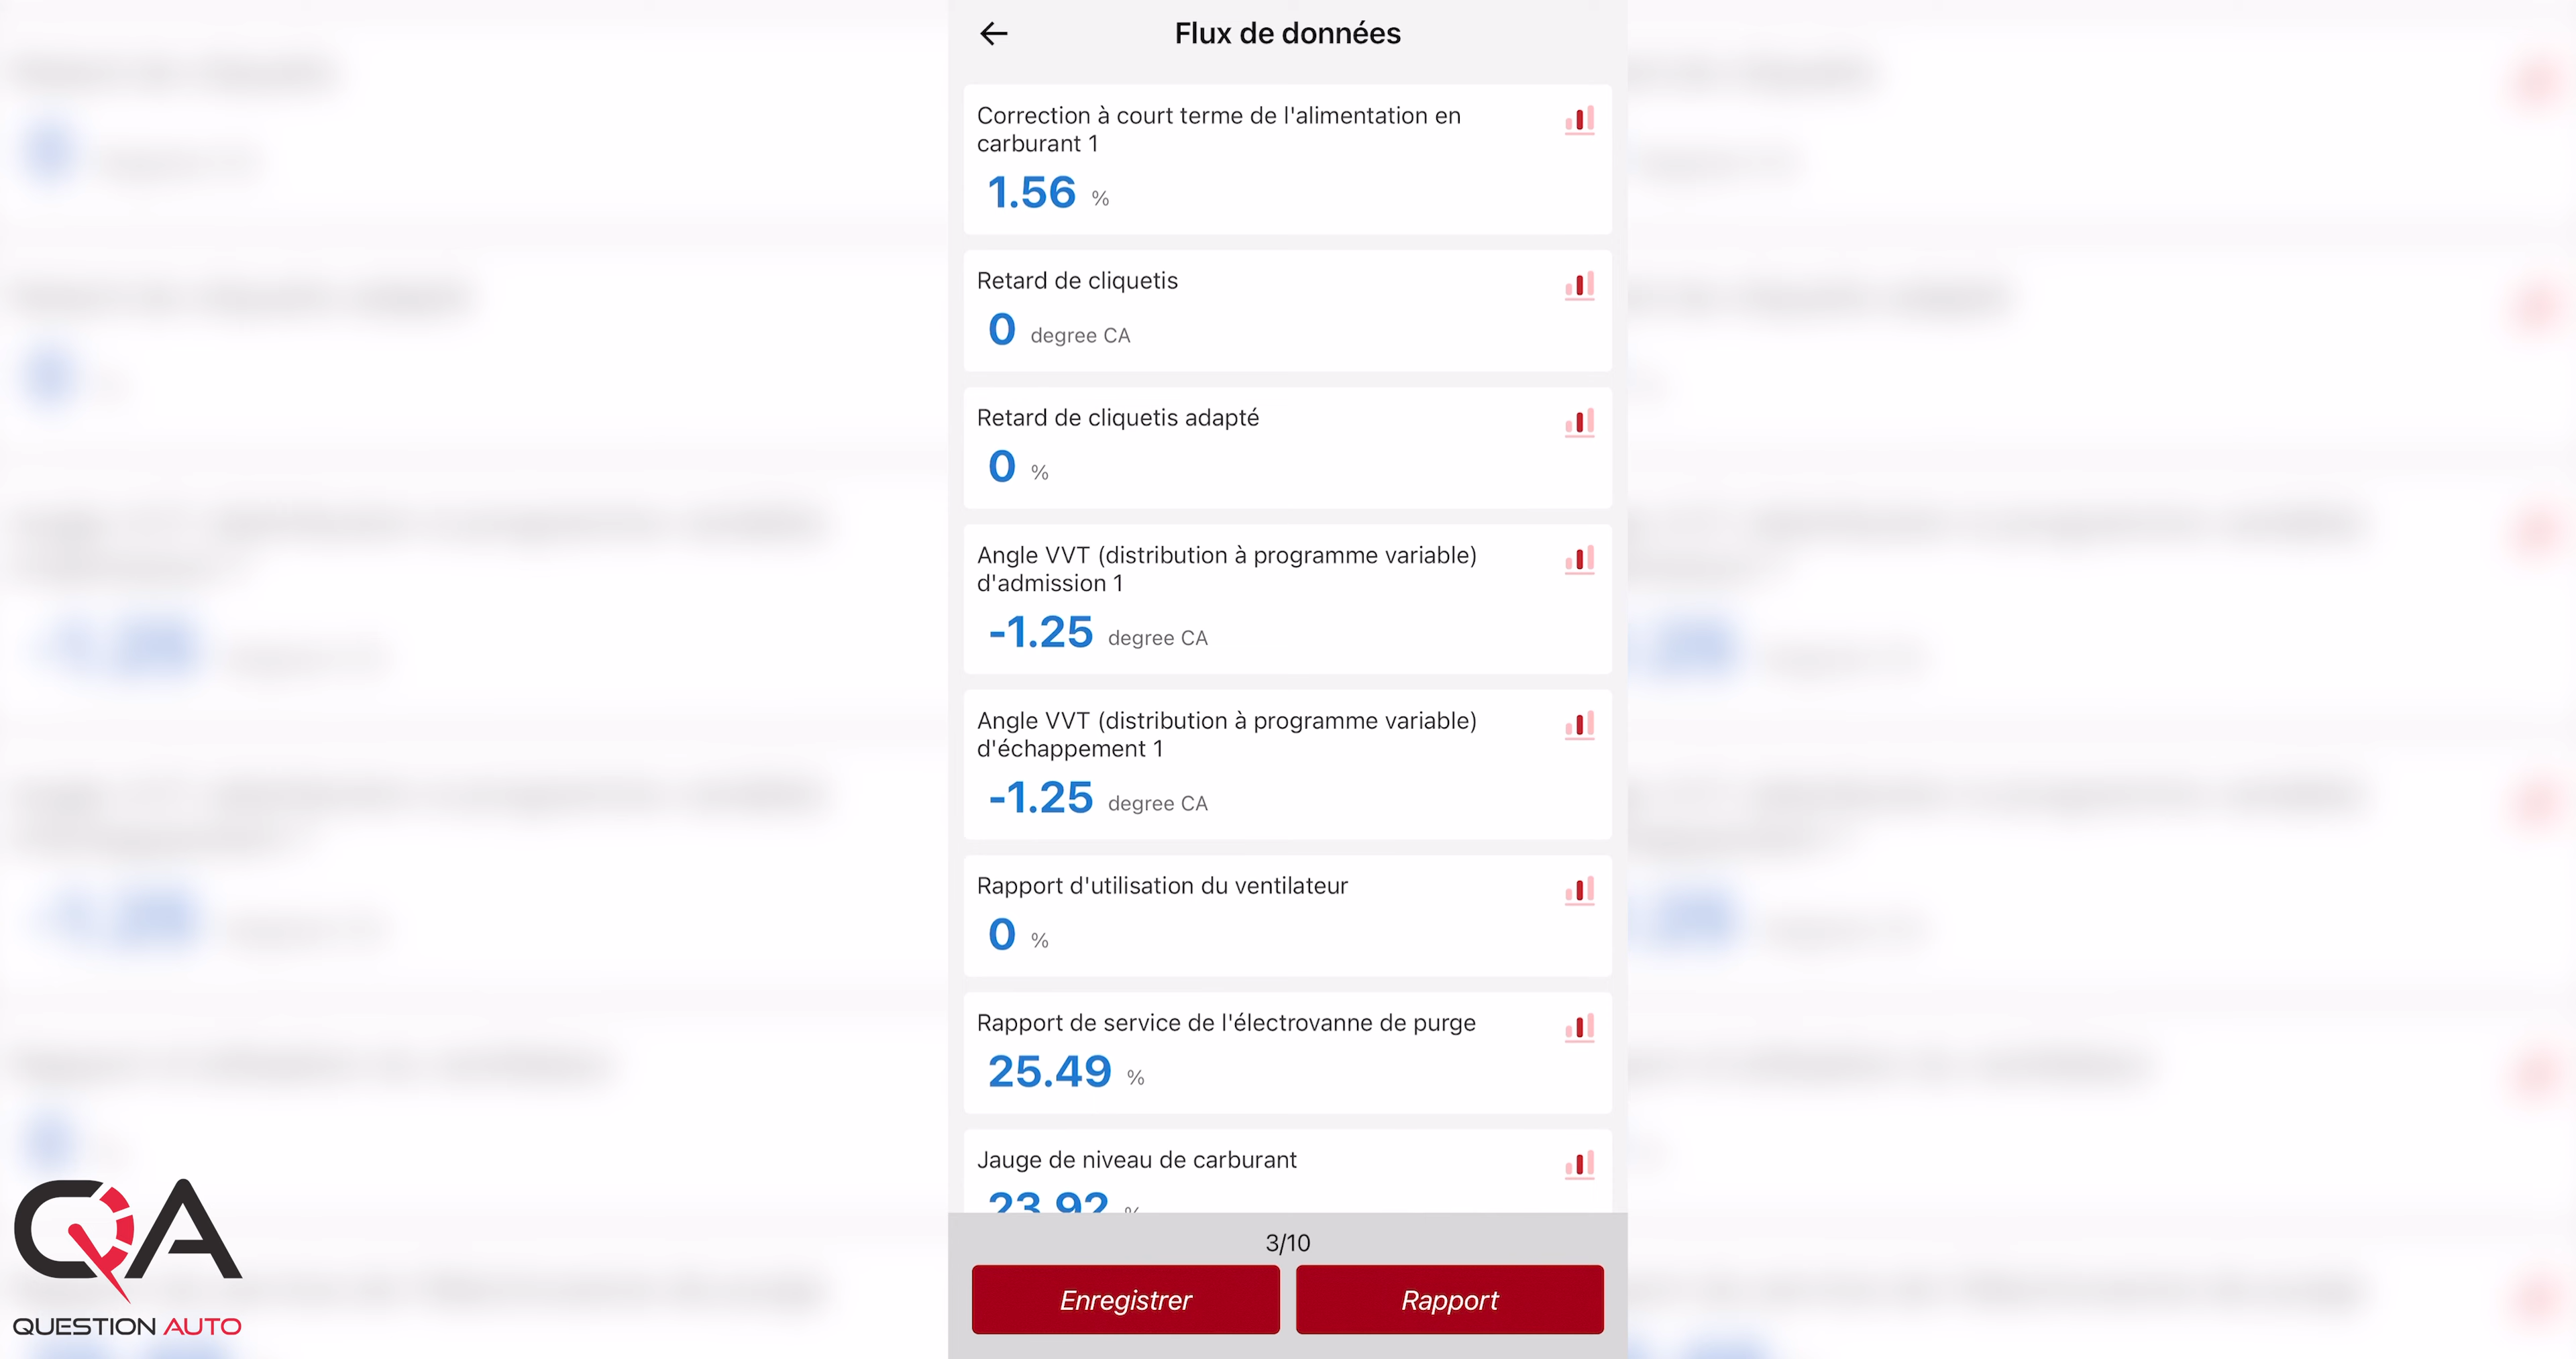 Flux de données
Correction à court terme de l'alimentation en
carburant 1
1.56 %
Retard de cliquetis
0 degree CA
Retard de cliquetis adapté
0 %
Angle VVT (distribution à programme variable)
d'admission 1
-1.25 degree CA
Angle VVT (distribution à programme variable)
d'échappement 1
-1.25 degree CA
Rapport d'utilisation du ventilateur
0 %
Rapport de service de l'électrovanne de purge
25.49 %
Jauge de niveau de carburant
23.92 %
3/10
Enregistrer
Rapport
QA
QUESTION AUTO